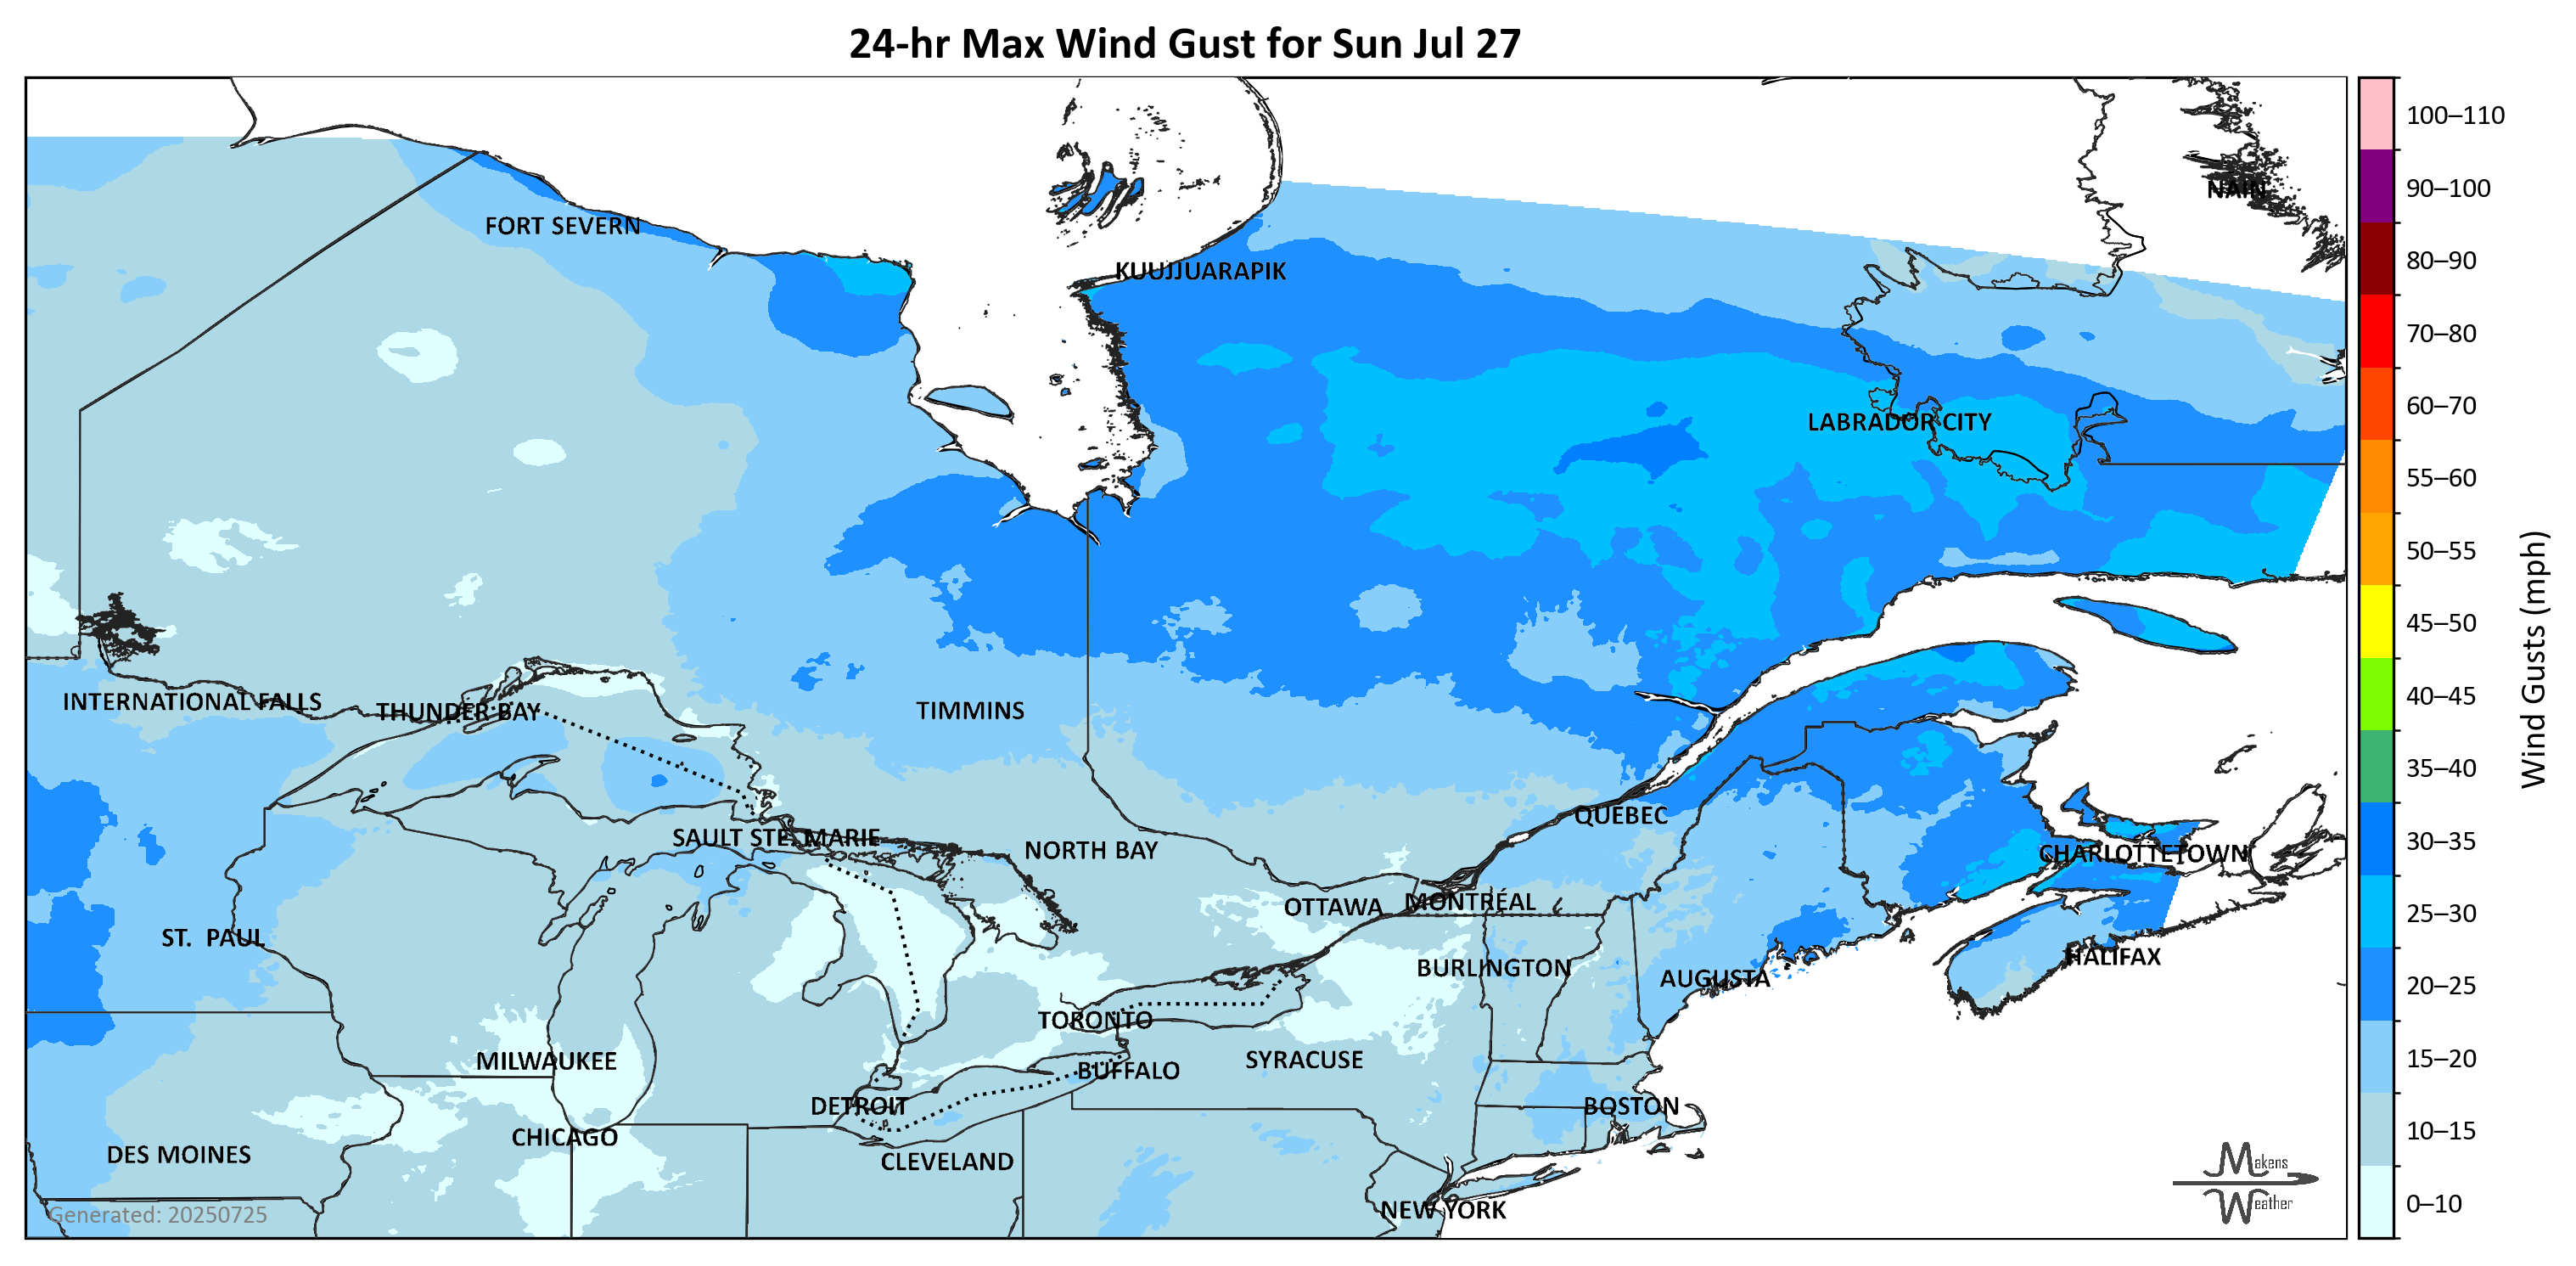 24-hr Max Wind Gust for Sun Jul 27
100–110
90–100
80–90
70–80
60–70
55–60
50–55
45–50
40–45
35–40
30–35
25–30
20–25
15–20
10–15
0–10
Wind Gusts (mph)
NAIN
FORT SEVERN
KUUJJUARAPIK
LABRADOR CITY
INTERNATIONAL FALLS
THUNDER BAY
TIMMINS
QUEBEC
SAULT STE. MARIE
NORTH BAY
CHARLOTTETOWN
OTTAWA
MONTRÉAL
ST. PAUL
HALIFAX
BURLINGTON
AUGUSTA
TORONTO
MILWAUKEE
BUFFALO
SYRACUSE
DETROIT
BOSTON
CHICAGO
DES MOINES
CLEVELAND
NEW YORK
Makens
Weather
Generated: 20250725